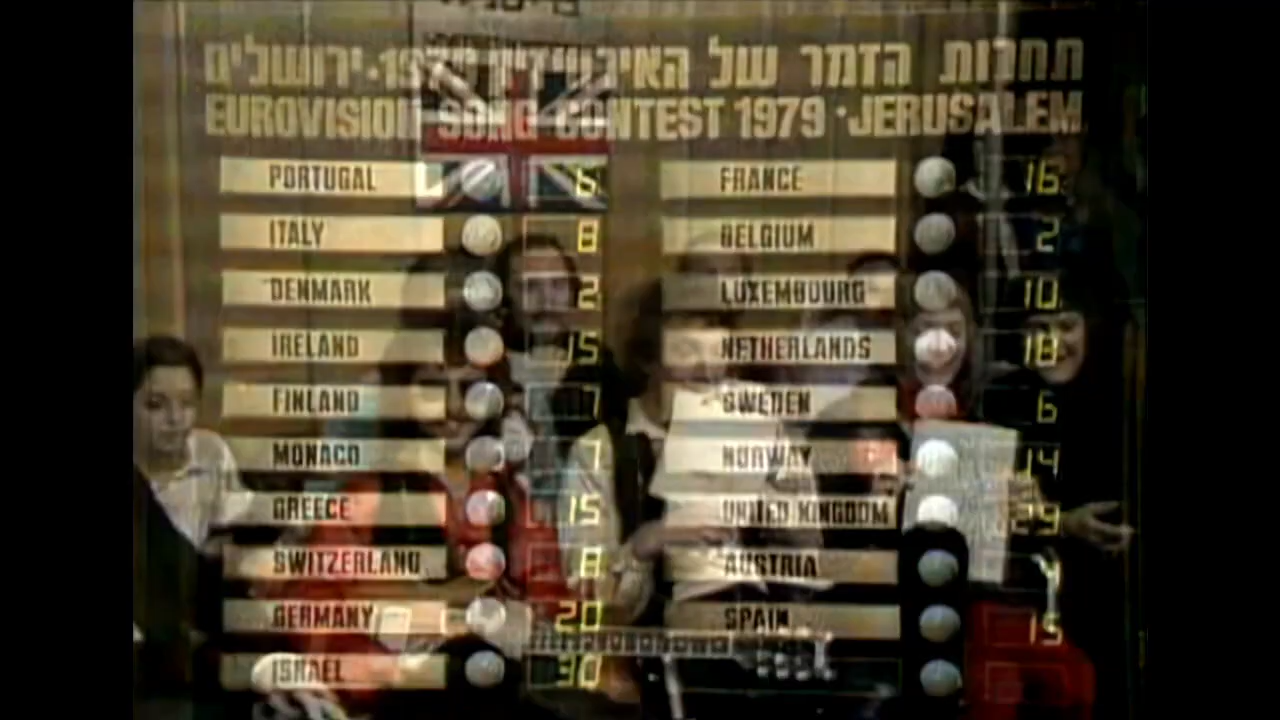 תחרות הזמר של האירוויזיון 1979 · ירושלים
EUROVISION SONG CONTEST 1979 · JERUSALEM
PORTUGAL 6
ITALY 8
DENMARK 2
IRELAND 15
FINLAND 7
MONACO 7
GREECE 15
SWITZERLAND 8
GERMANY 20
ISRAEL 30
FRANCE 16
BELGIUM 2
LUXEMBOURG 10
NETHERLANDS 18
SWEDEN 6
NORWAY 14
UNITED KINGDOM 29
AUSTRIA
SPAIN 15